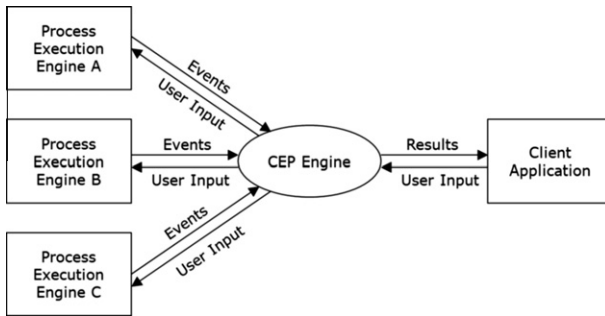 Process
Execution
Engine A
Events
User Input
Process
Execution
Engine B
Events
User Input
CEP Engine
Results
User Input
Client
Application
Process
Execution
Engine C
Events
User Input